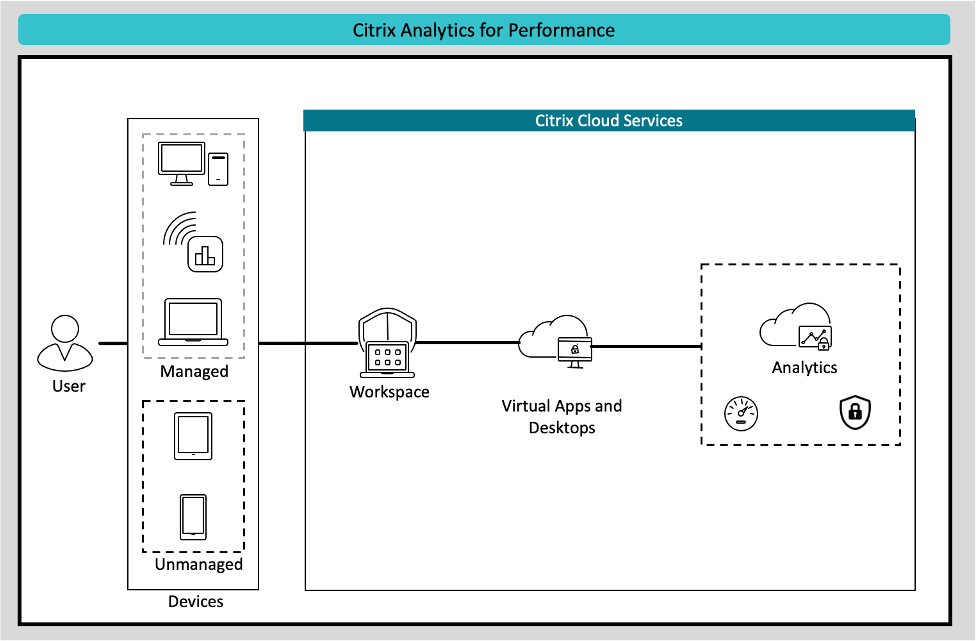 Citrix Analytics for Performance
Citrix Cloud Services
User
Managed
Unmanaged
Devices
Workspace
Virtual Apps and
Desktops
Analytics